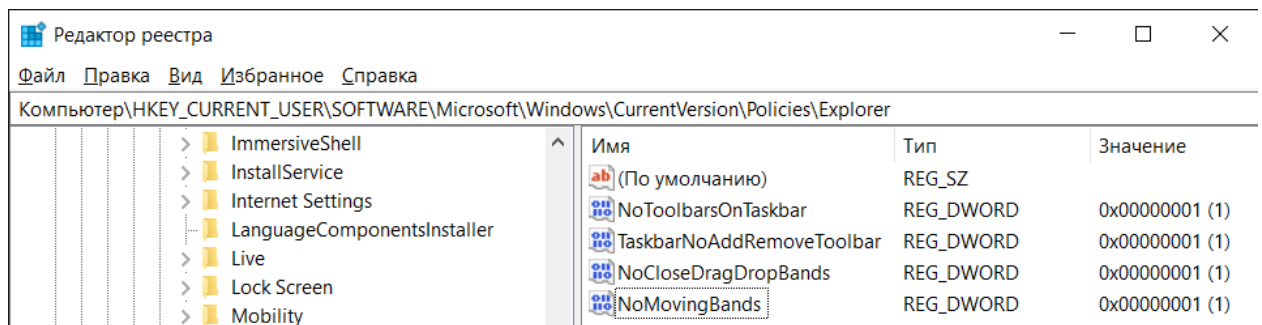 Редактор реестра
Файл Правка Вид Избранное Справка
Компьютер\HKEY_CURRENT_USER\SOFTWARE\Microsoft\Windows\CurrentVersion\Policies\Explorer
ImmersiveShell
InstallService
Internet Settings
LanguageComponentsInstaller
Live
Lock Screen
Mobility
Имя Тип Значение
(По умолчанию) REG_SZ
NoToolbarsOnTaskbar REG_DWORD 0x00000001 (1)
TaskbarNoAddRemoveToolbar REG_DWORD 0x00000001 (1)
NoCloseDragDropBands REG_DWORD 0x00000001 (1)
NoMovingBands REG_DWORD 0x00000001 (1)